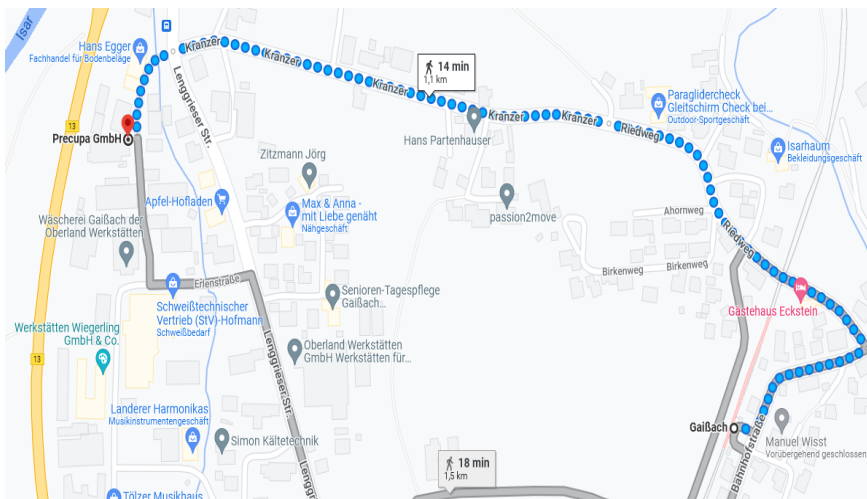 Isar
Hans Egger
Fachhandel für Bodenbeläge
Kranzer
Kranzer
14 min
1,1 km
Kranzer
Kranzer
Kranzer
Kranzer
Riedweg
Paraglidercheck
Gleitschirm Check bei...
Outdoor-Sportgeschäft
13
Precupa GmbH
Lenggrieser Str.
Hans Partenhauser
Isarhaum
Bekleidungsgeschäft
Zitzmann Jörg
Apfel-Hofladen
Max & Anna -
mit Liebe genäht
Nähgeschäft
passion2move
Ahornweg
Riedweg
Wäscherei Gaißach der
Oberland Werkstätten
Birkenweg
Birkenweg
Erlenstraße
Senioren-Tagespflege
Gaißach...
Gästehaus Eckstein
Schweißtechnischer
Vertrieb (StV)-Hofmann
Schweißbedarf
Werkstätten Wiegerling
GmbH & Co.
13
Oberland Werkstätten
GmbH Werkstätten für...
Lenggrieser Str.
Landerer Harmonikas
Musikinstrumentengeschäft
Simon Kältetechnik
Gaißach
Bahnhofstraße
Manuel Wisst
Vorübergehend geschlossen
18 min
1,5 km
Tölzer Musikhaus
Lenggr